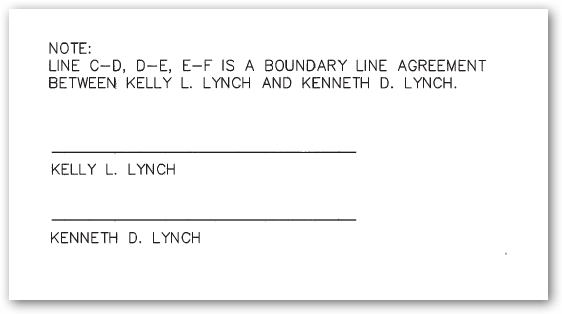 NOTE:
LINE C-D, D-E, E-F IS A BOUNDARY LINE AGREEMENT
BETWEEN KELLY L. LYNCH AND KENNETH D. LYNCH.
KELLY L. LYNCH
KENNETH D. LYNCH